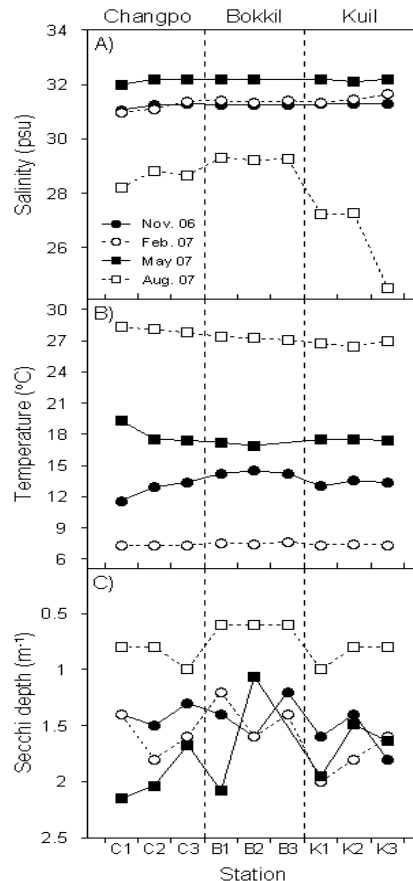 Changpo Bokkil Kuil
34
A)
32
30
28
26
Salinity (psu)
Nov. 06
Feb. 07
May 07
Aug. 07
30
B)
27
24
21
18
15
12
9
6
Temperature (°C)
C)
0.5
1
1.5
2
2.5
Secchi depth (m⁻¹)
C1 C2 C3 B1 B2 B3 K1 K2 K3
Station